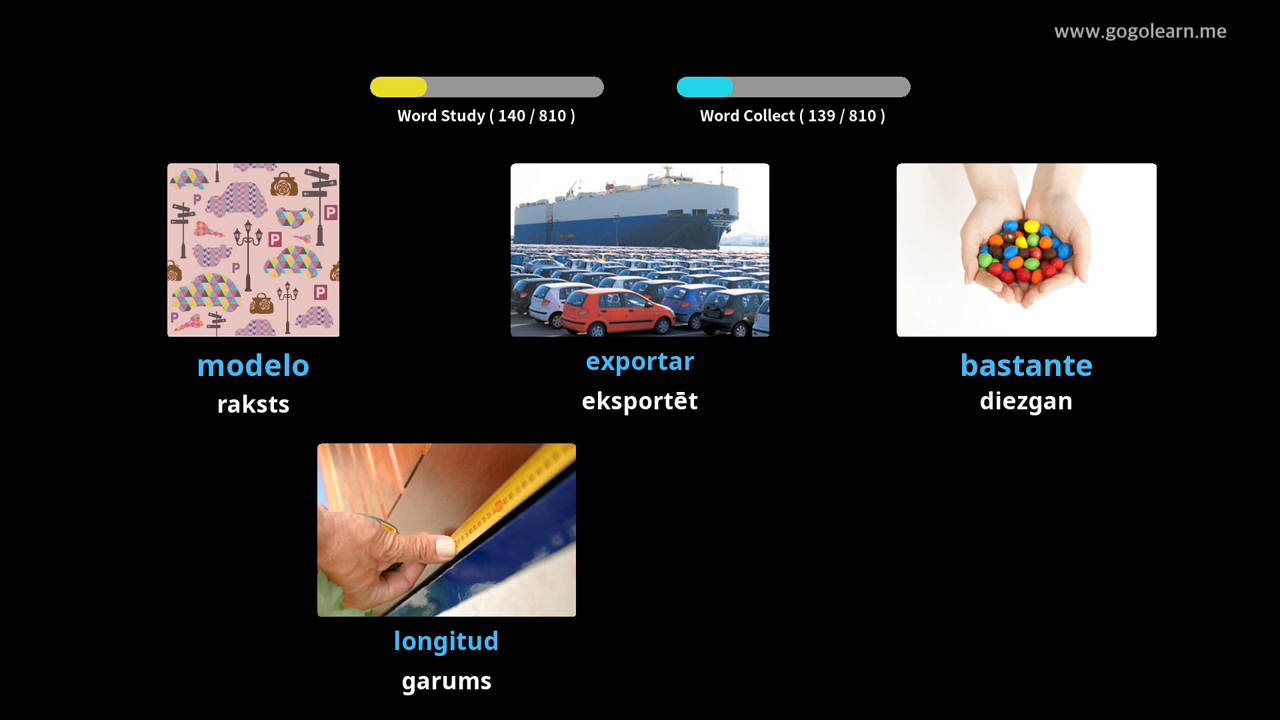 www.gogolearn.me
Word Study ( 140 / 810 )
Word Collect ( 139 / 810 )
P
P
P
P
P
P
modelo
raksts
exportar
eksportēt
bastante
diezgan
longitud
garums